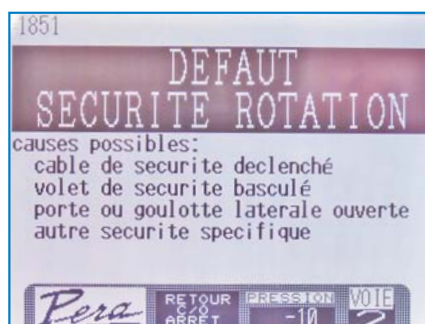 1851
DEFAUT
SECURITE ROTATION
causes possibles:
cable de securite declenché
volet de securite basculé
porte ou goulotte laterale ouverte
autre securite specifique
Pera
RETOUR
C/O
ARRÊT
PRESSION
-10
VOIE